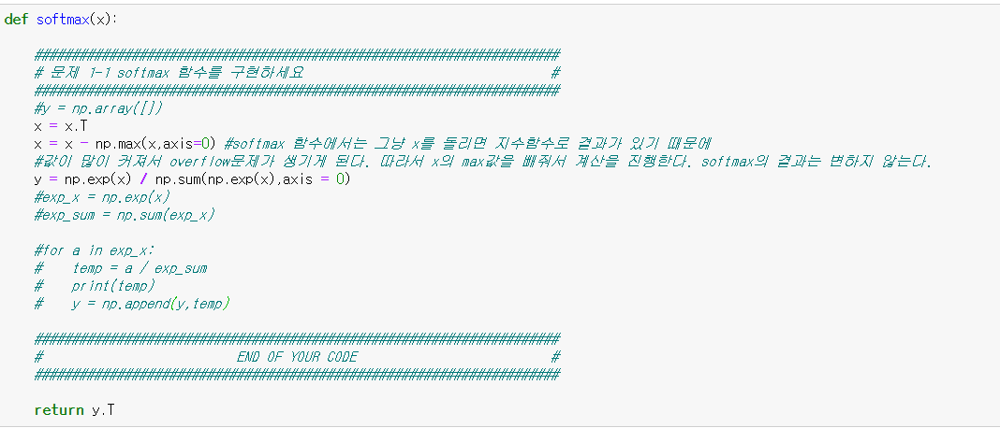 def softmax(x):
######################################################################
# 문제 1-1 softmax 함수를 구현하세요 #
######################################################################
#y = np.array([])
x = x.T
x = x - np.max(x,axis=0) #softmax 함수에서는 그냥 x를 돌리면 지수함수로 결과가 있기 때문에
#값이 많이 커져서 overflow문제가 생기게 된다. 따라서 x의 max값을 빼줘서 계산을 진행한다. softmax의 결과는 변하지 않는다.
y = np.exp(x) / np.sum(np.exp(x),axis = 0)
#exp_x = np.exp(x)
#exp_sum = np.sum(exp_x)
#for a in exp_x:
#    temp = a / exp_sum
#    print(temp)
#    y = np.append(y,temp)
######################################################################
# END OF YOUR CODE #
######################################################################
return y.T